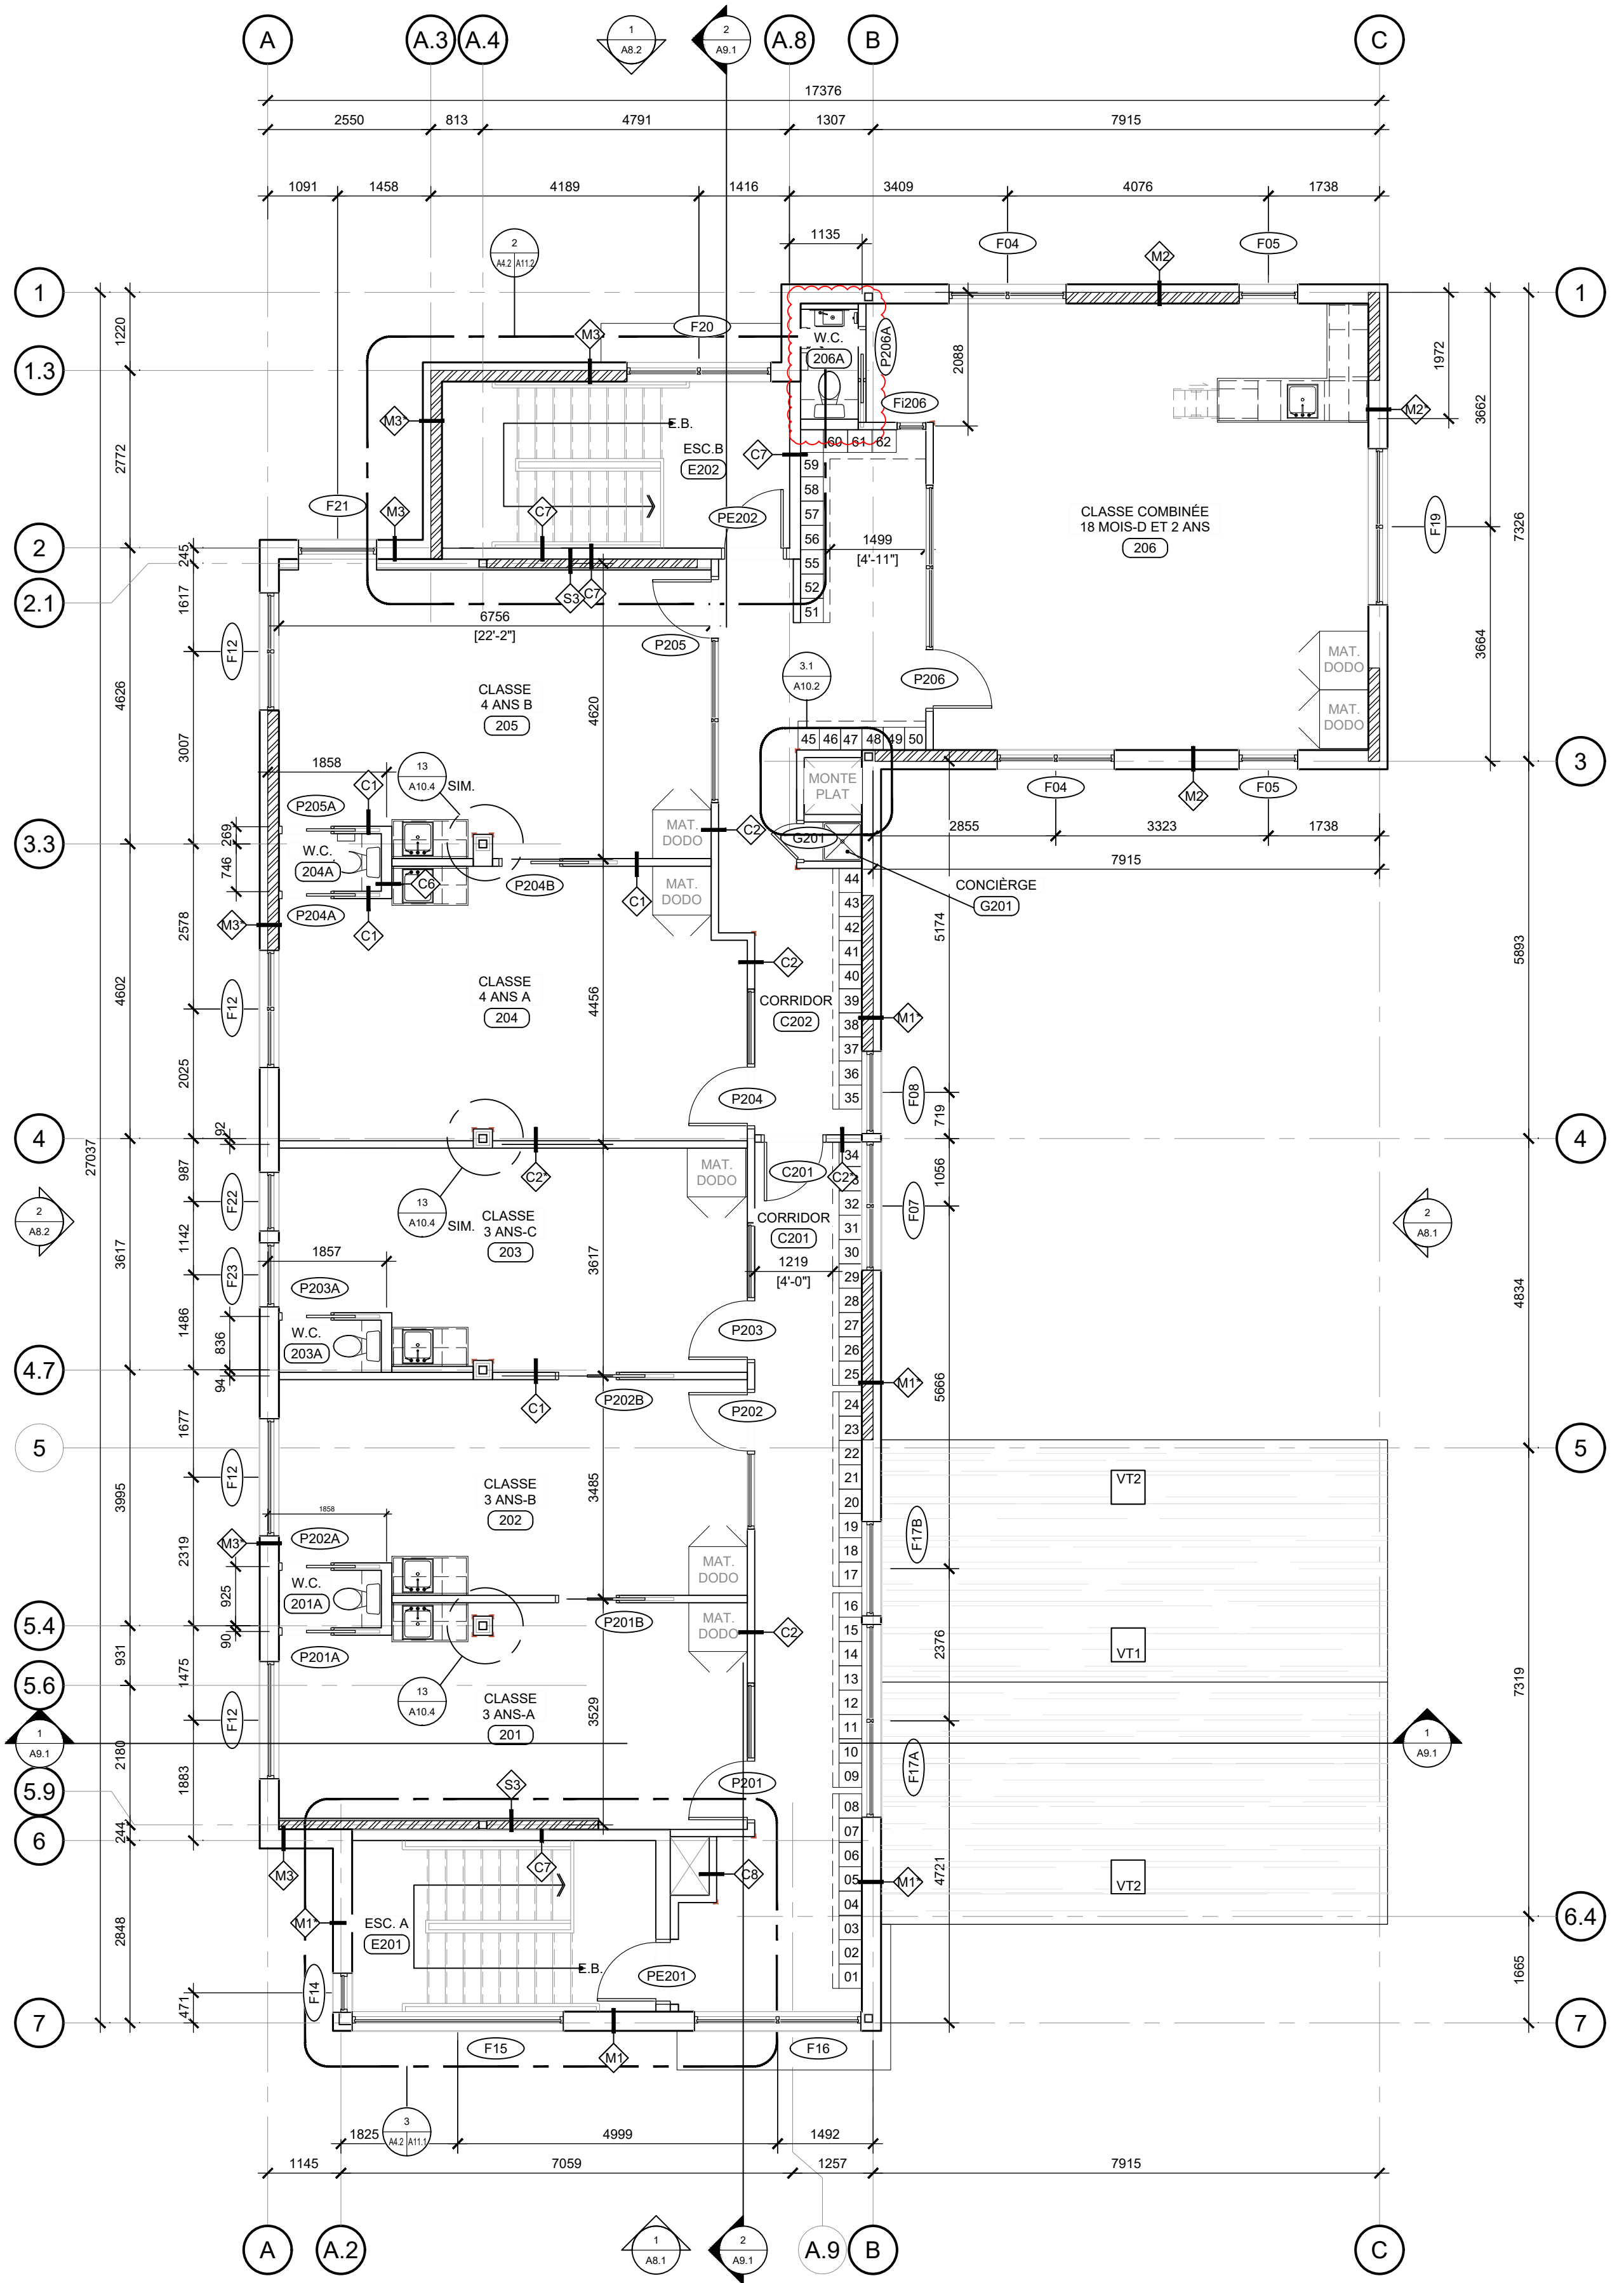 A
A.3
A.4
1
A8.2
2
A9.1
A.8
B
C
17376
2550
813
4791
1307
7915
1091
1458
4189
1416
3409
4076
1738
1135
2
A4.2
A11.2
F04
F05
M2
1
1
1220
F20
M3
W.C.
206A
P206A
2088
1972
3662
1.3
Fi206
M3*
M2*
E.B.
2772
ESC.B
E202
C7
60
61
62
59
58
57
56
55
52
51
F21
M3
C7
PE202
CLASSE COMBINÉE
18 MOIS-D ET 2 ANS
206
F19
7326
1499
[4'-11"]
2
245
2.1
S3
C7
1617
6756
[22'-2"]
F12
P205
3.1
A10.2
P206
MAT.
DODO
3664
4626
CLASSE
4 ANS B
205
4620
MAT.
DODO
3007
45
46
47
48
49
50
3
3
1858
13
A10.4
SIM.
C1
MONTE
PLAT
F04
M2
F05
P205A
MAT.
DODO
C2
G201
2855
3323
1738
269
3.3
W.C.
204A
746
C6
P204B
7915
MAT.
DODO
C1
CONCIÈRGE
G201
P204A
M3*
C1
2578
44
43
42
41
40
39
38
37
36
35
5174
5893
4602
CLASSE
4 ANS A
204
4456
C2
CORRIDOR
C202
M1*
F12
2025
P204
F08
719
92
4
4
27037
C2*
MAT.
DODO
C201
C2*
34
32
31
30
29
28
27
26
25
1056
987
F22
2
A8.2
13
A10.4
SIM.
CLASSE
3 ANS-C
203
CORRIDOR
C201
F07
2
A8.1
1142
3617
3617
1857
1219
[4'-0"]
F23
P203A
4834
1486
836
W.C.
203A
P203
4.7
94
C1
P202B
P202
M1*
5666
24
23
22
21
20
19
18
17
1677
5
5
F12
CLASSE
3 ANS-B
202
3485
VT2
3995
1858
F17B
M3*
P202A
2319
925
MAT.
DODO
W.C.
201A
16
15
14
13
12
11
10
09
5.4
90
P201B
MAT.
DODO
C2
VT1
2376
931
P201A
1475
5.6
13
A10.4
CLASSE
3 ANS-A
201
3529
7319
F12
1
A9.1
1
A9.1
2180
F17A
1883
5.9
S3
P201
08
07
06
05
04
03
02
01
244
6
M3
C7
C8
M1*
4721
VT2
M1*
ESC. A
E201
6.4
2848
E.B.
PE201
F14
1665
471
7
7
F15
M1
F16
3
A4.2
A11.1
1825
4999
1492
1145
7059
1257
7915
A
A.2
1
A8.1
2
A9.1
A.9
B
C